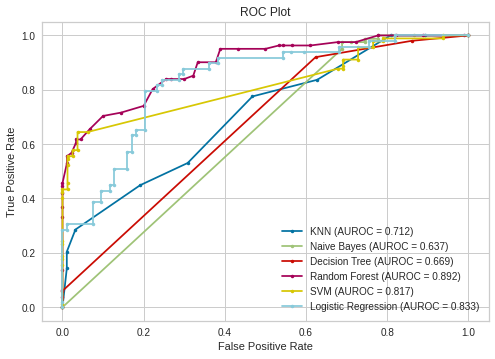 ROC Plot
True Positive Rate
1.0
0.8
0.6
0.4
0.2
0.0
KNN (AUROC = 0.712)
Naive Bayes (AUROC = 0.637)
Decision Tree (AUROC = 0.669)
Random Forest (AUROC = 0.892)
SVM (AUROC = 0.817)
Logistic Regression (AUROC = 0.833)
0.0 0.2 0.4 0.6 0.8 1.0
False Positive Rate